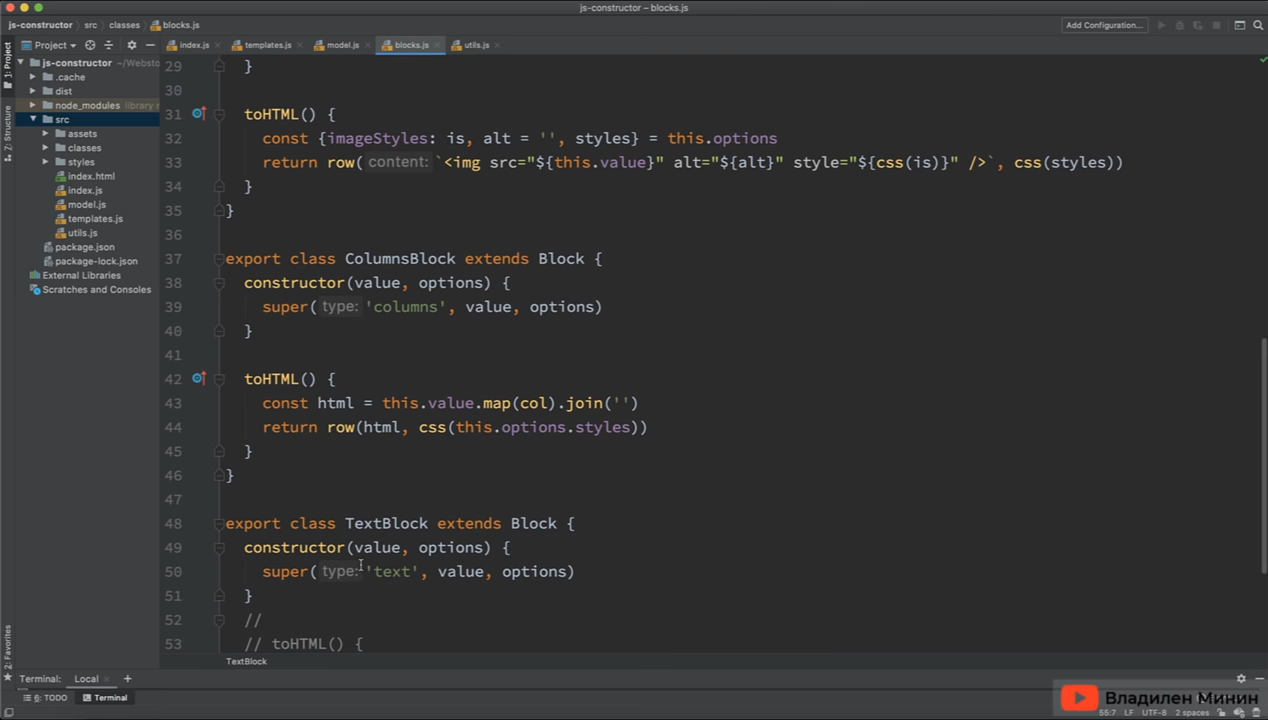 js-constructor – blocks.js
js-constructor src classes blocks.js Add Configuration...
Project index.js templates.js model.js blocks.js utils.js
js-constructor ~/Websto
.cache
dist
node_modules library r
src
assets
classes
styles
index.html
index.js
model.js
templates.js
utils.js
package.json
package-lock.json
External Libraries
Scratches and Consoles
1: Project
7: Structure
2: Favorites
29 }
30
31 toHTML() {
32 const {imageStyles: is, alt = '', styles} = this.options
33 return row( content: `<img src="${this.value}" alt="${alt}" style="${css(is)}" />`, css(styles))
34 }
35 }
36
37 export class ColumnsBlock extends Block {
38 constructor(value, options) {
39 super( type: 'columns', value, options)
40 }
41
42 toHTML() {
43 const html = this.value.map(col).join('')
44 return row(html, css(this.options.styles))
45 }
46 }
47
48 export class TextBlock extends Block {
49 constructor(value, options) {
50 super( type: 'text', value, options)
51 }
52 //
53 // toHTML() {
TextBlock
Terminal: Local +
6: TODO Terminal
Владилен Минин
55:7 LF UTF-8 2 spaces